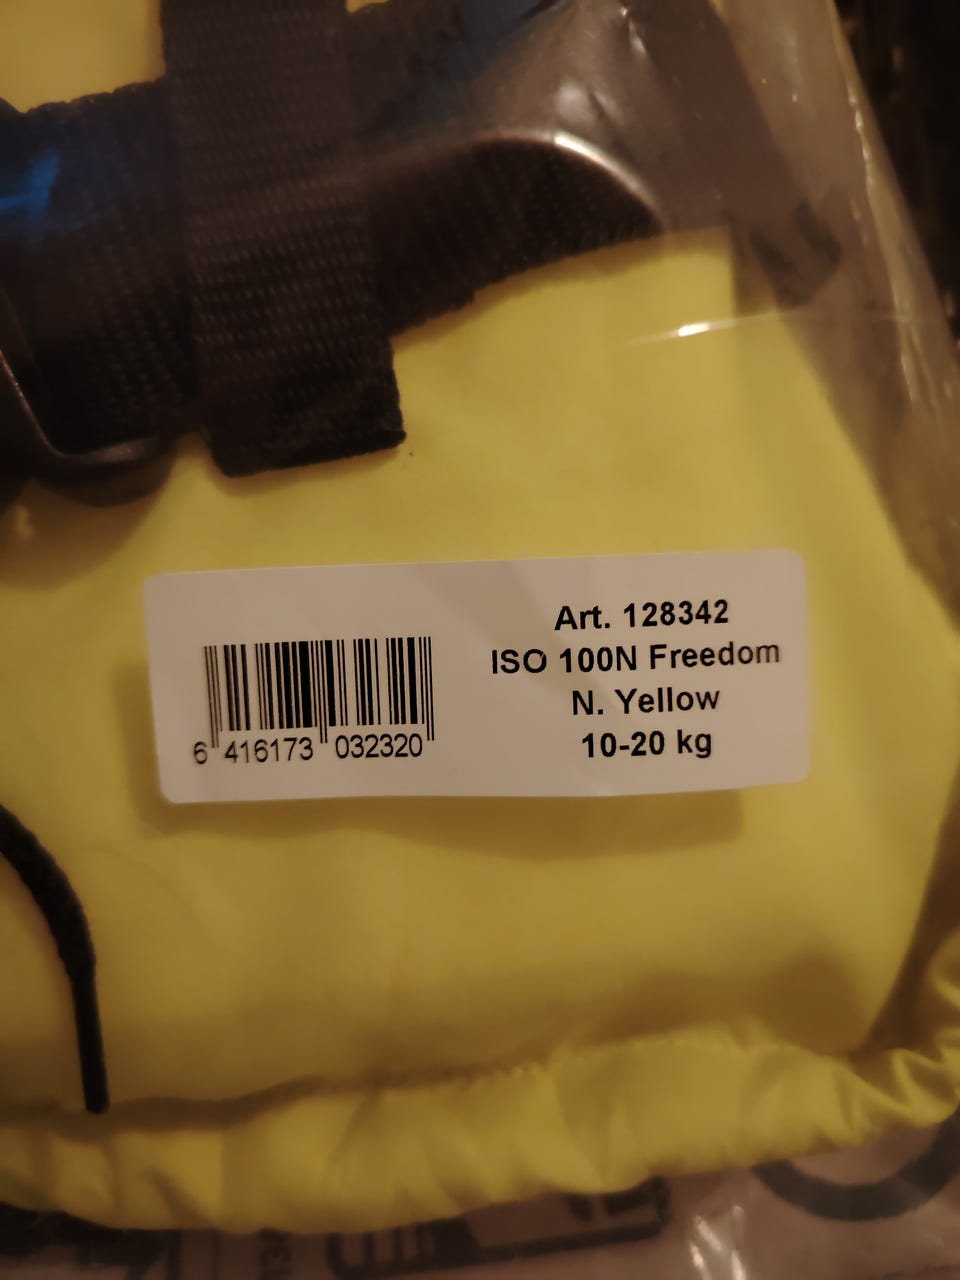 Art. 128342
ISO 100N Freedom
N. Yellow
10-20 kg
6 416173 032320